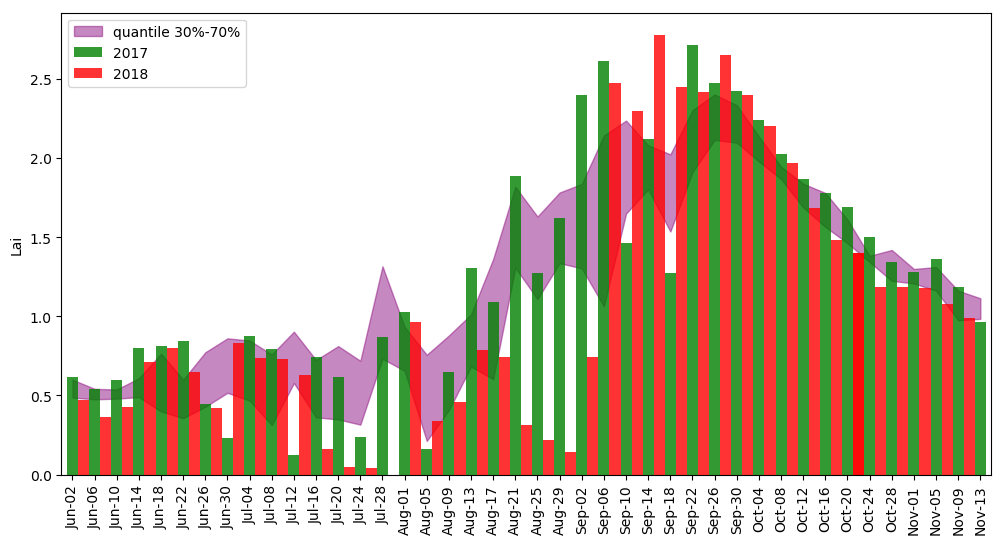 quantile 30%-70%
2017
2018
Lai
2.5
2.0
1.5
1.0
0.5
0.0
Jun-02
Jun-06
Jun-10
Jun-14
Jun-18
Jun-22
Jun-26
Jun-30
Jul-04
Jul-08
Jul-12
Jul-16
Jul-20
Jul-24
Jul-28
Aug-01
Aug-05
Aug-09
Aug-13
Aug-17
Aug-21
Aug-25
Aug-29
Sep-02
Sep-06
Sep-10
Sep-14
Sep-18
Sep-22
Sep-26
Sep-30
Oct-04
Oct-08
Oct-12
Oct-16
Oct-20
Oct-24
Oct-28
Nov-01
Nov-05
Nov-09
Nov-13